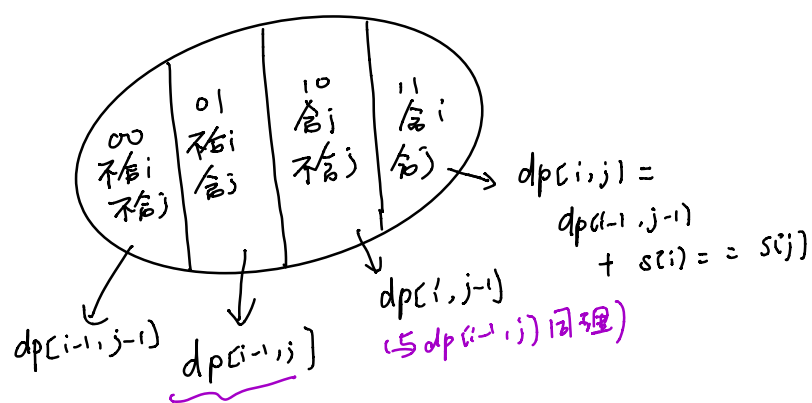 00
不含i
不含j
01
不含i
含j
10
含j
不含j
11
含i
含j
dp[i,j] =
dp(i-1,j-1)
+ s[i] = = s[j]
dp[i-1,j-1]
dp[i-1,j]
dp[i,j-1]
(与dp[i-1,j)同理)